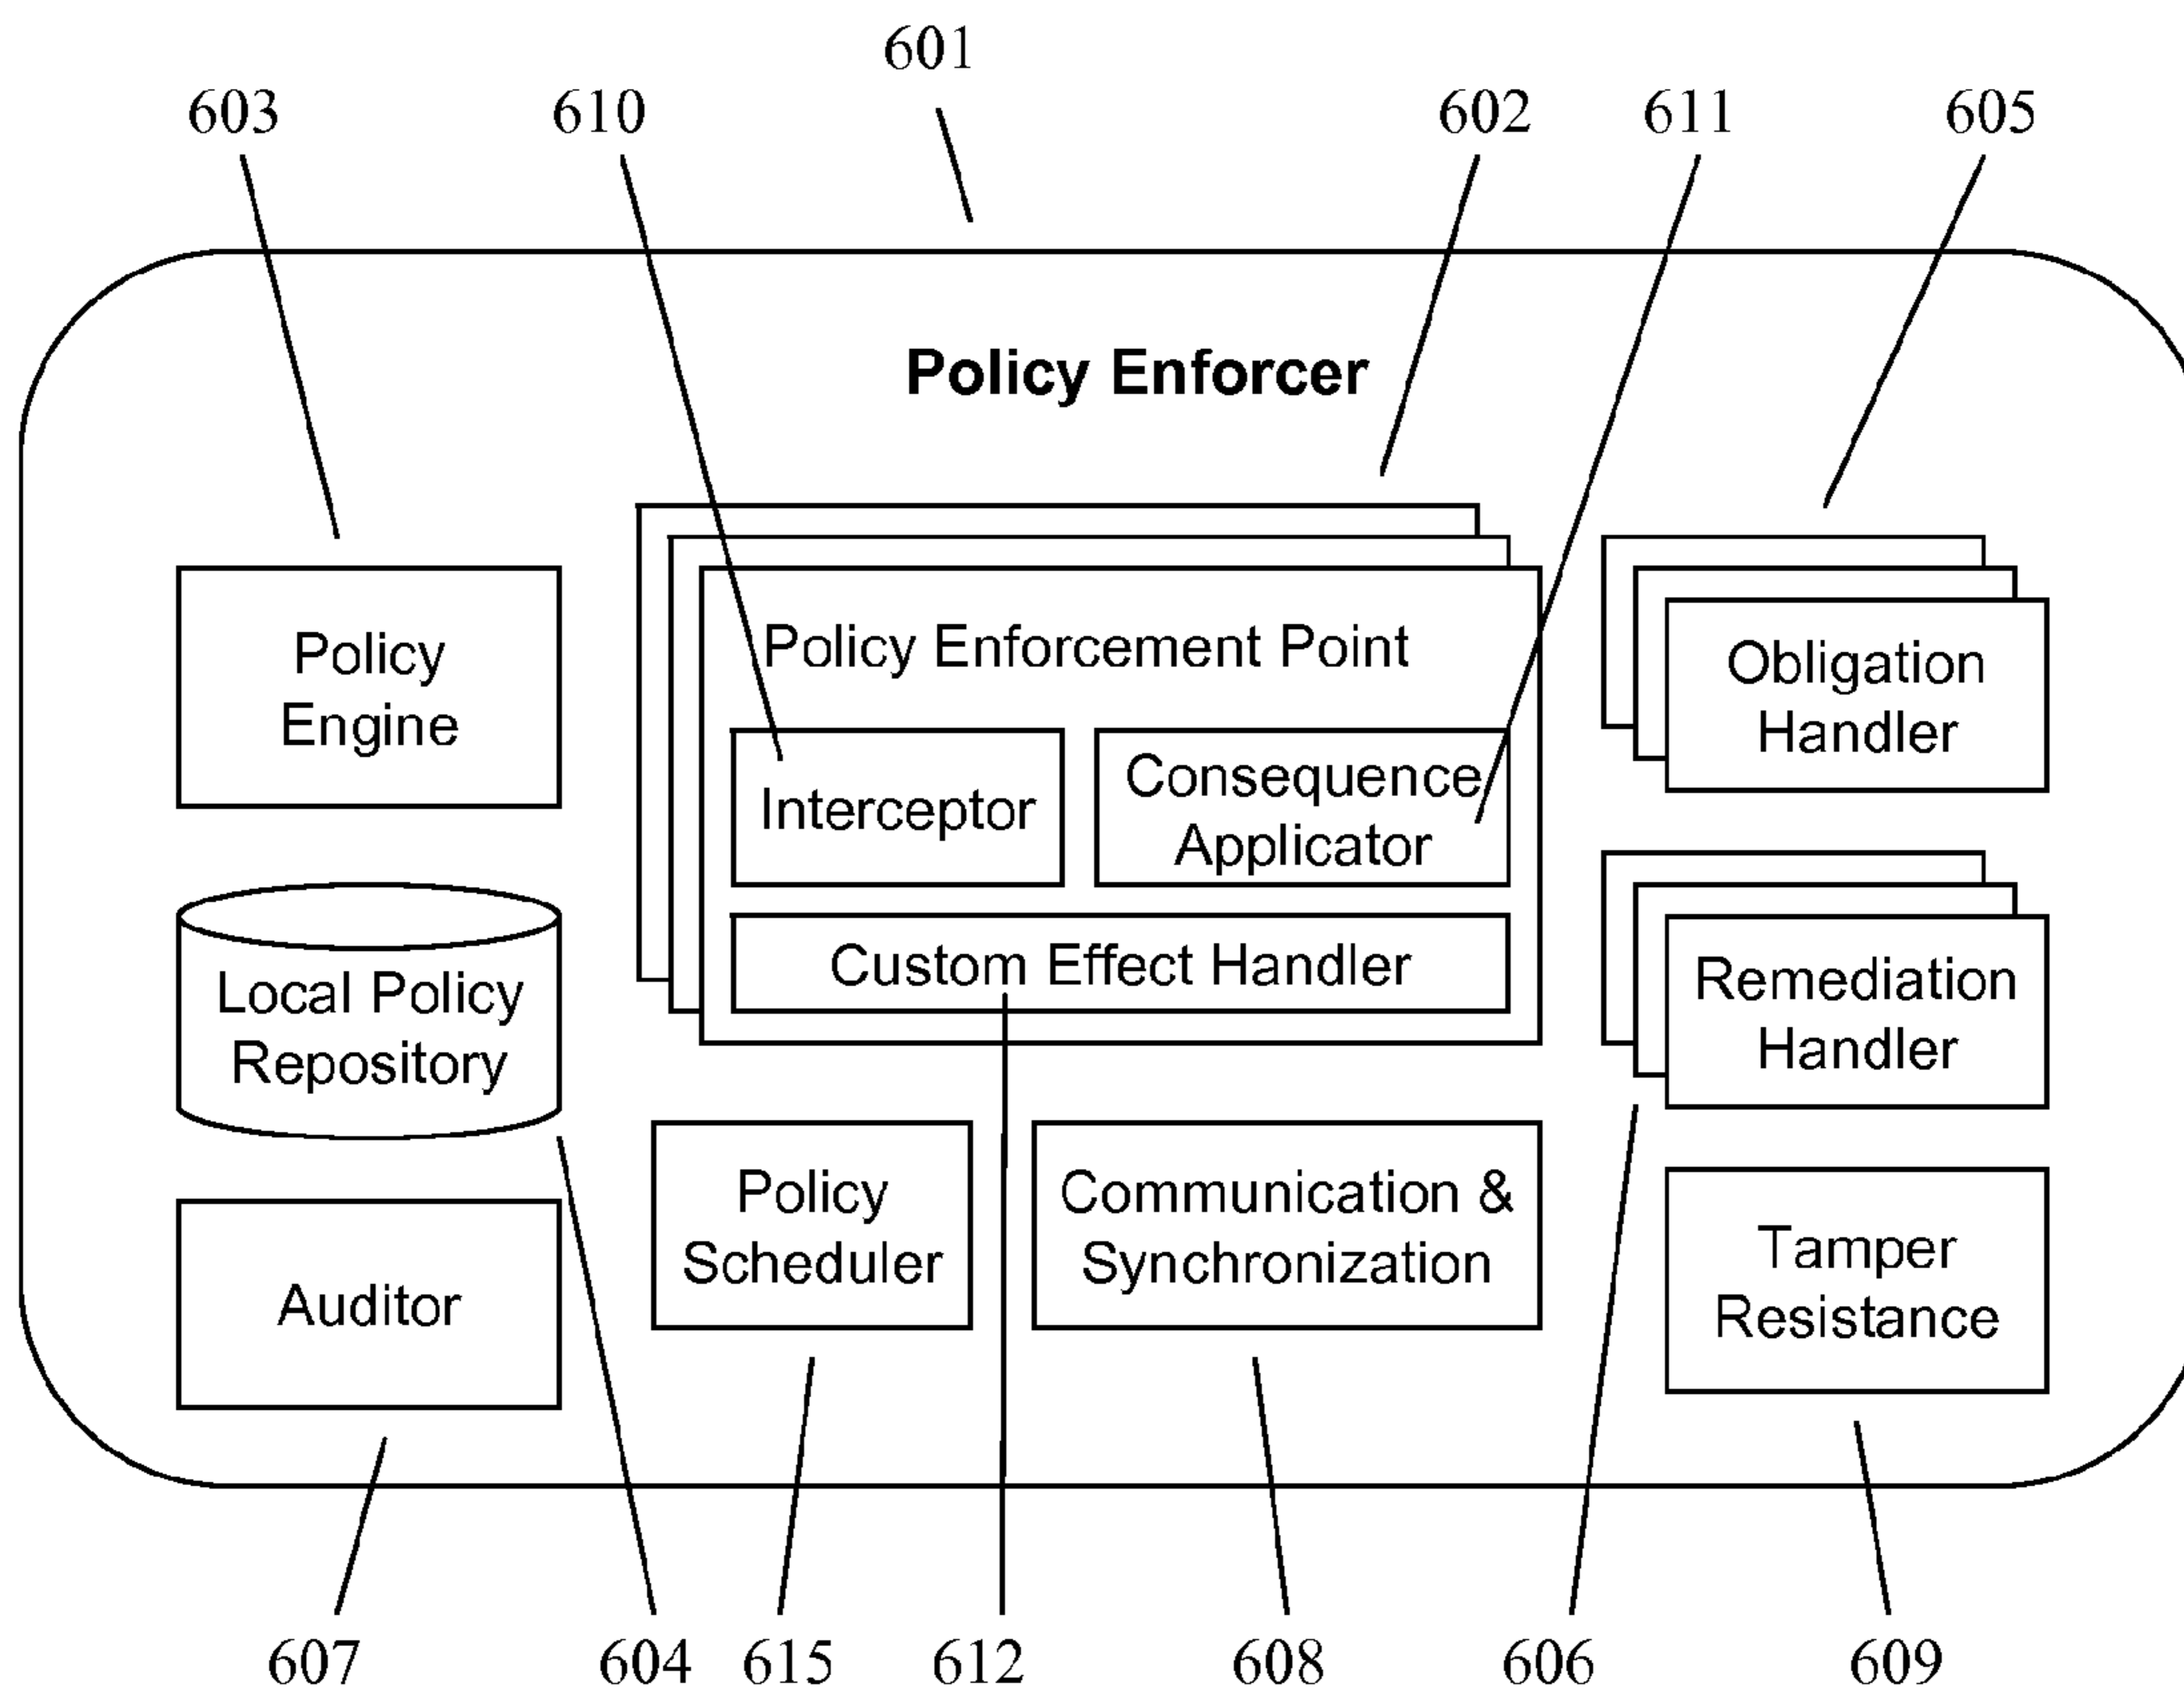 601
603
610
602
611
605
Policy Enforcer
Policy
Engine
Policy Enforcement Point
Interceptor
Consequence
Applicator
Custom Effect Handler
Obligation
Handler
Local Policy
Repository
Remediation
Handler
Auditor
Policy
Scheduler
Communication &
Synchronization
Tamper
Resistance
607
604
615
612
608
606
609